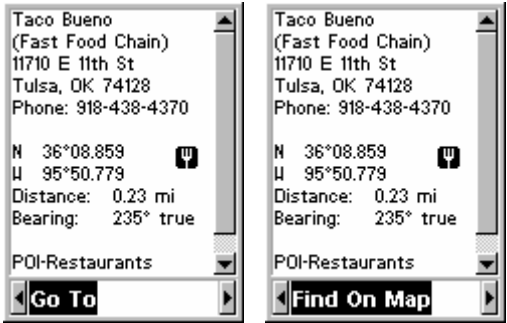 Taco Bueno
(Fast Food Chain)
11710 E 11th St
Tulsa, OK 74128
Phone: 918-438-4370
N 36°08.859
W 95°50.779
Distance: 0.23 mi
Bearing: 235° true
POI-Restaurants
Go To
Taco Bueno
(Fast Food Chain)
11710 E 11th St
Tulsa, OK 74128
Phone: 918-438-4370
N 36°08.859
W 95°50.779
Distance: 0.23 mi
Bearing: 235° true
POI-Restaurants
Find On Map